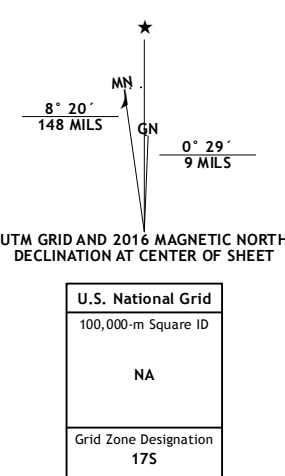 ★
MN
8° 20´
148 MILS
GN
0° 29´
9 MILS
UTM GRID AND 2016 MAGNETIC NORTH
DECLINATION AT CENTER OF SHEET
U.S. National Grid
100,000-m Square ID
NA
Grid Zone Designation
17S